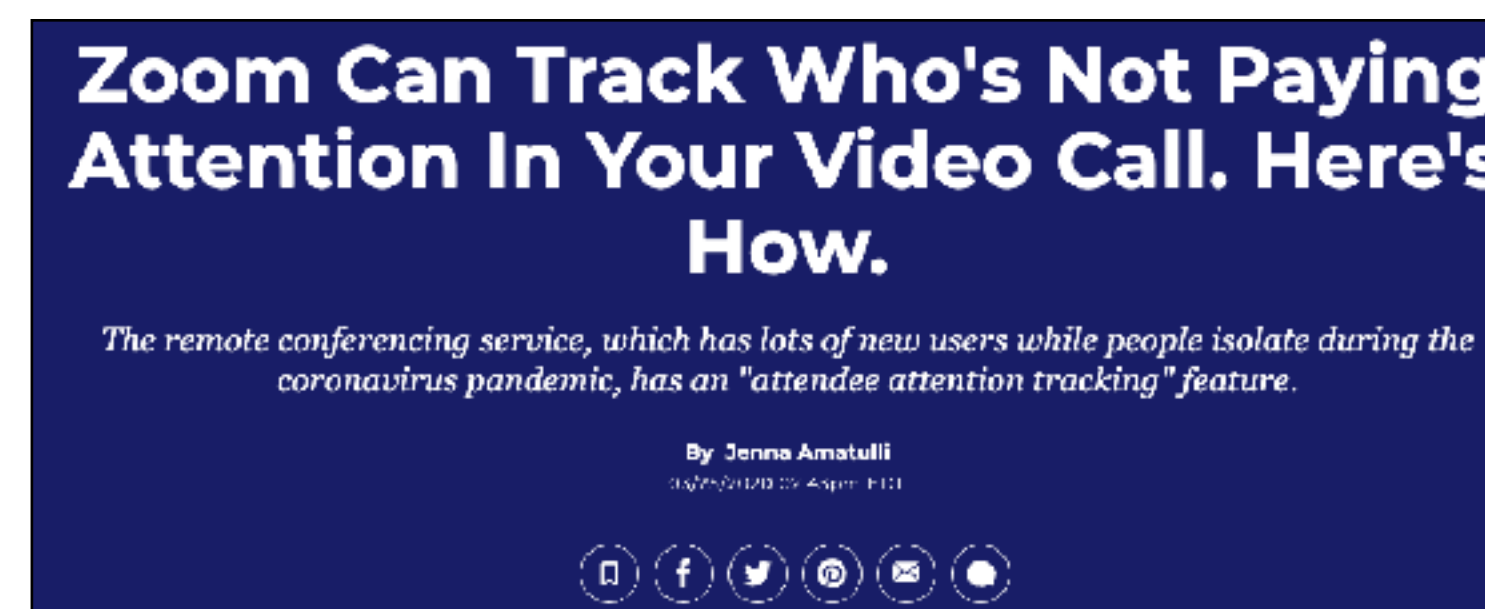 Zoom Can Track Who's Not Paying
Attention In Your Video Call. Here's
How.
The remote conferencing service, which has lots of new users while people isolate during the
coronavirus pandemic, has an "attendee attention tracking" feature.
By Jenna Amatulli